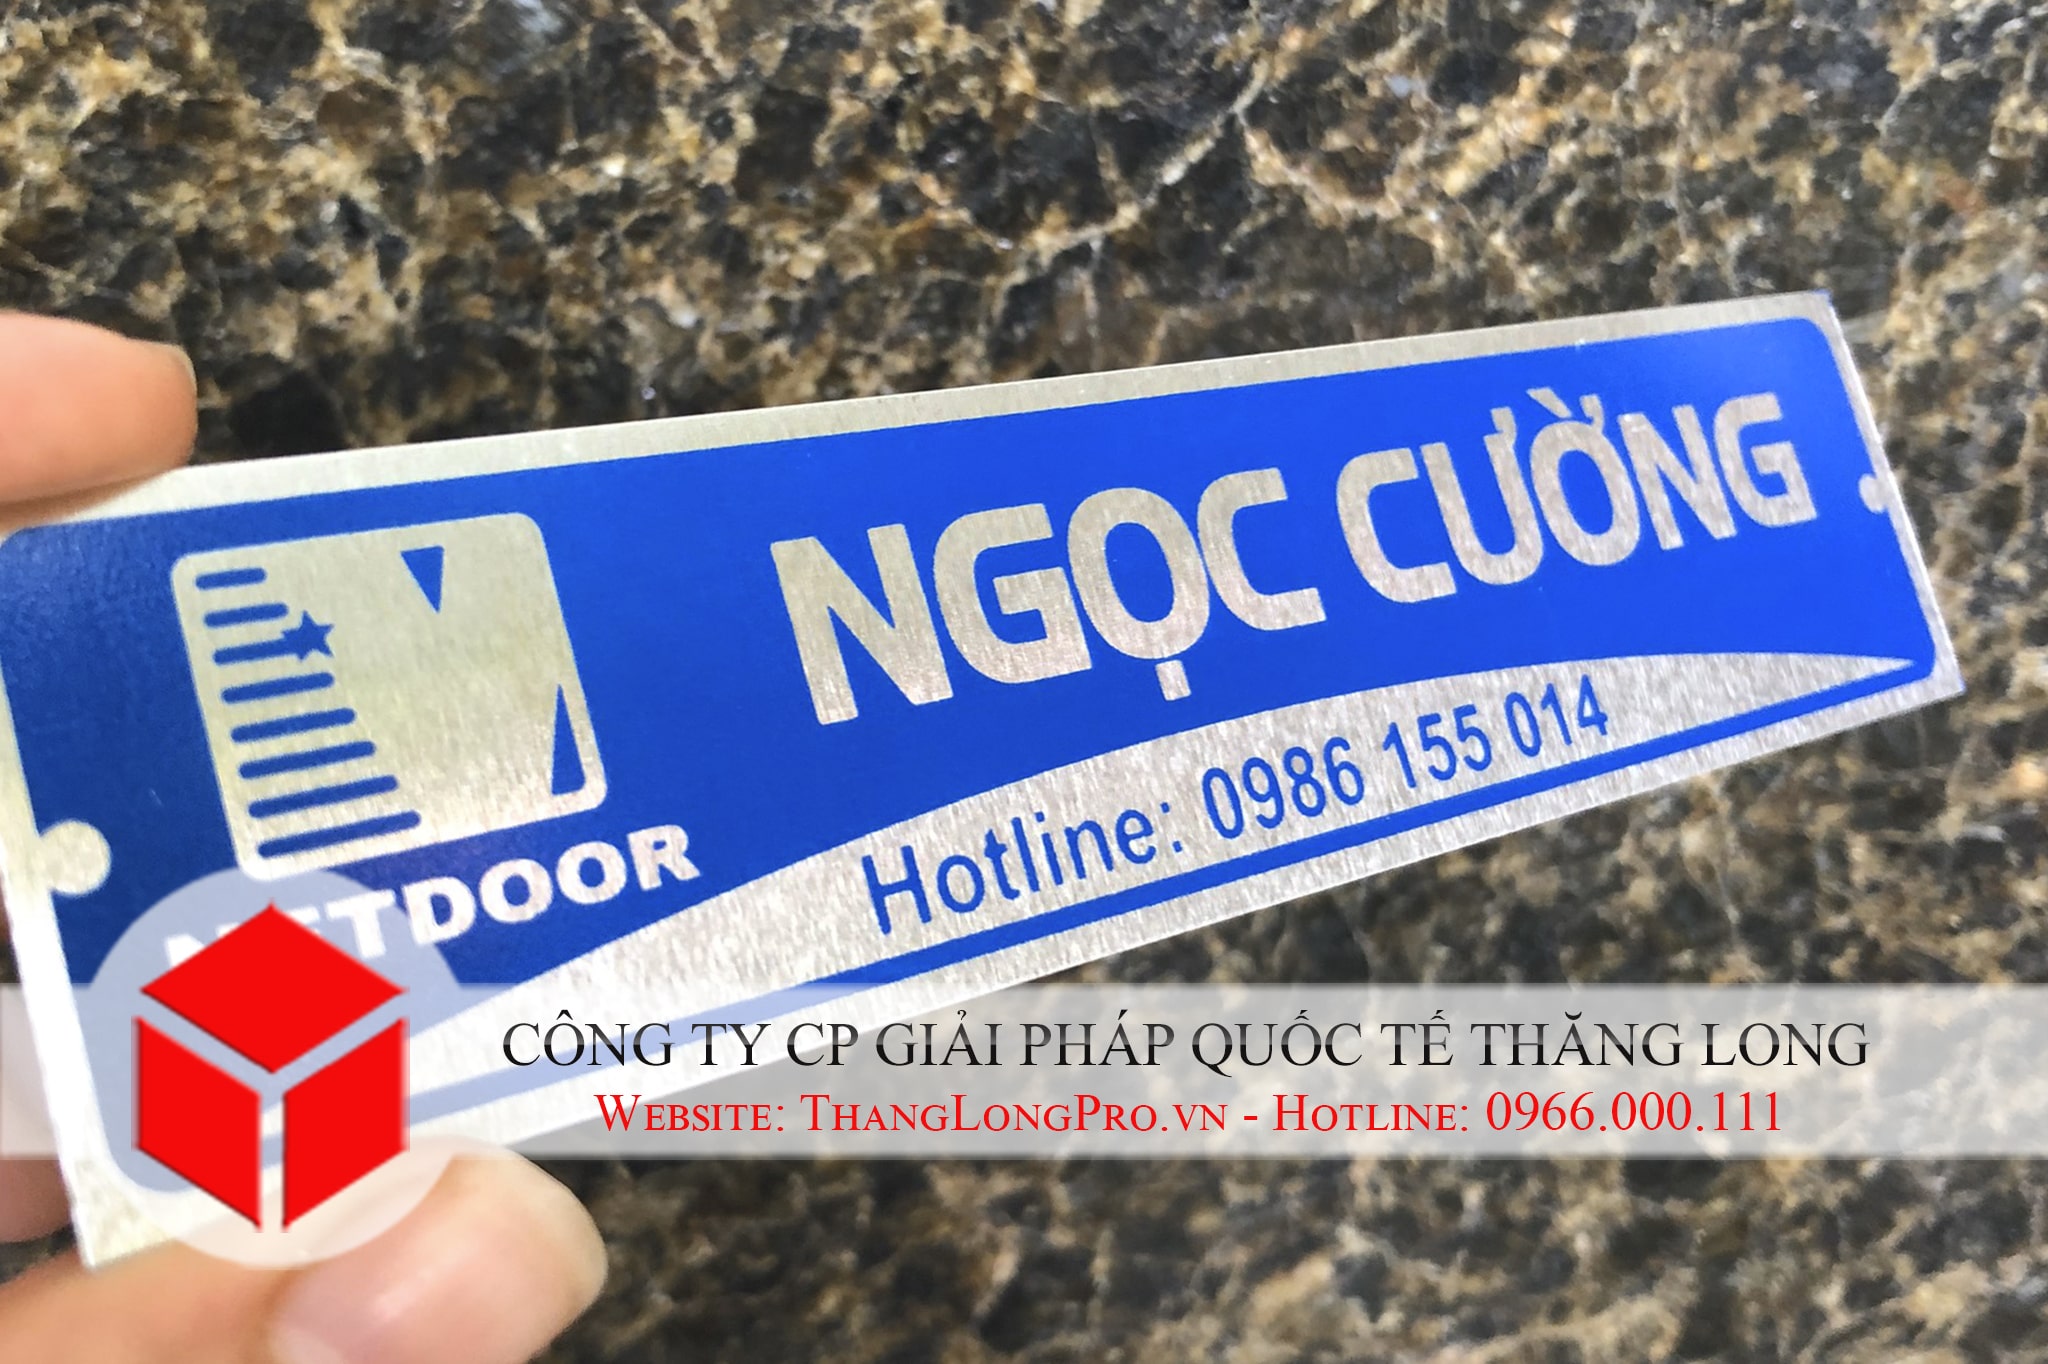 NGỌC CƯỜNG
Hotline: 0986 155 014
NETDOOR
CÔNG TY CP GIẢI PHÁP QUỐC TẾ THĂNG LONG
WEBSITE: THANGLONGPRO.VN - HOTLINE: 0966.000.111